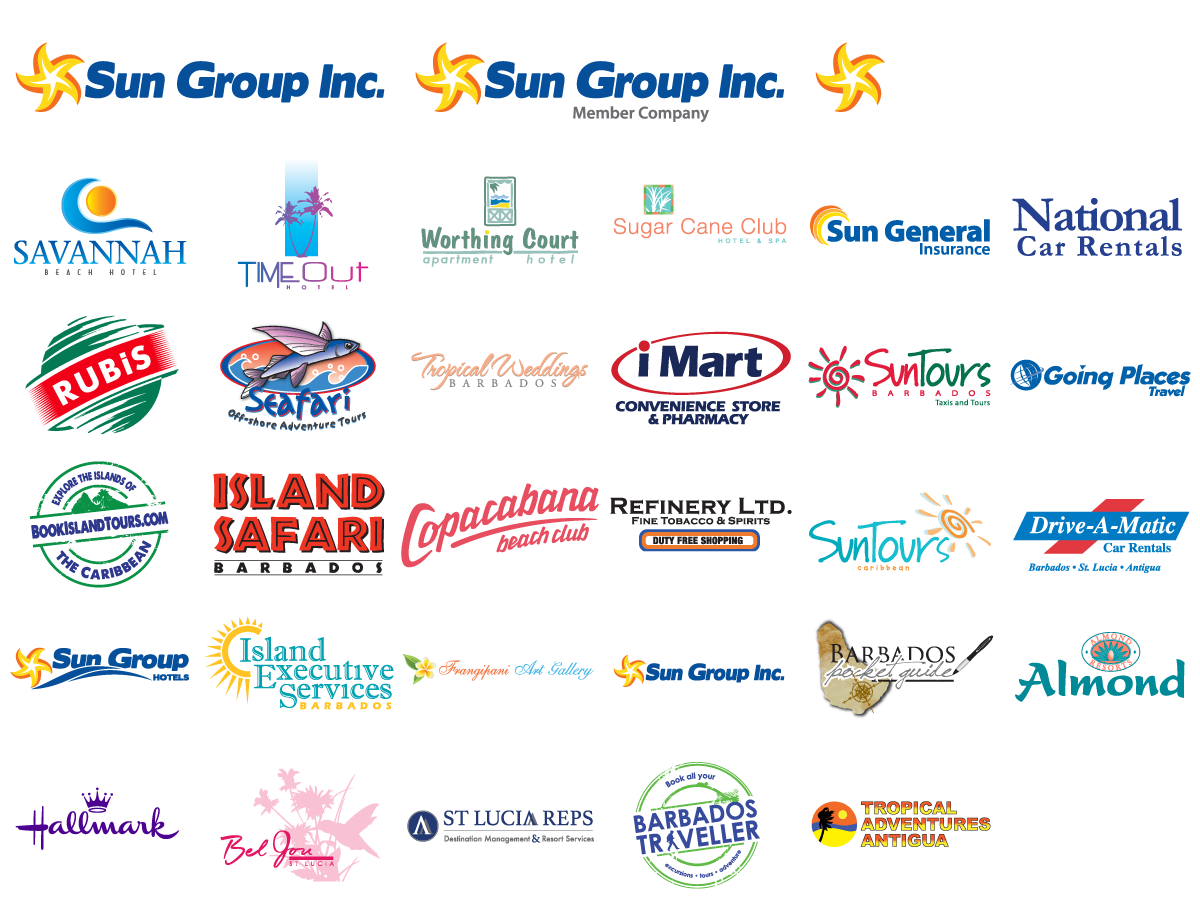 Sun Group Inc.
Sun Group Inc.
Member Company
SAVANNAH
BEACH HOTEL
TIMEOut
HOTEL
Worthing Court
apartment hotel
Sugar Cane Club
HOTEL & SPA
Sun General
Insurance
National
Car Rentals
RUBiS
Seafari
Off-shore Adventure Tours
Tropical Weddings
BARBADOS
i Mart
CONVENIENCE STORE
& PHARMACY
SunTours
BARBADOS
Taxis and Tours
Going Places
Travel
EXPLORE THE ISLANDS OF
BOOKISLANDTOURS.COM
THE CARIBBEAN
ISLAND
SAFARI
BARBADOS
Copacabana
beach club
REFINERY LTD.
FINE TOBACCO & SPIRITS
DUTY FREE SHOPPING
SunTours
caribbean
Drive-A-Matic
Car Rentals
Barbados • St. Lucia • Antigua
Sun Group
HOTELS
Island
Executive
Services
BARBADOS
Frangipani Art Gallery
Sun Group Inc.
BARBADOS
pocket guide
ALMOND
RESORTS
Almond
Hallmark
Bel Jou
ST LUCIA
ST LUCIA REPS
Destination Management & Resort Services
Book all your
BARBADOS
TRAVELLER
excursions • tours • adventure
TROPICAL
ADVENTURES
ANTIGUA